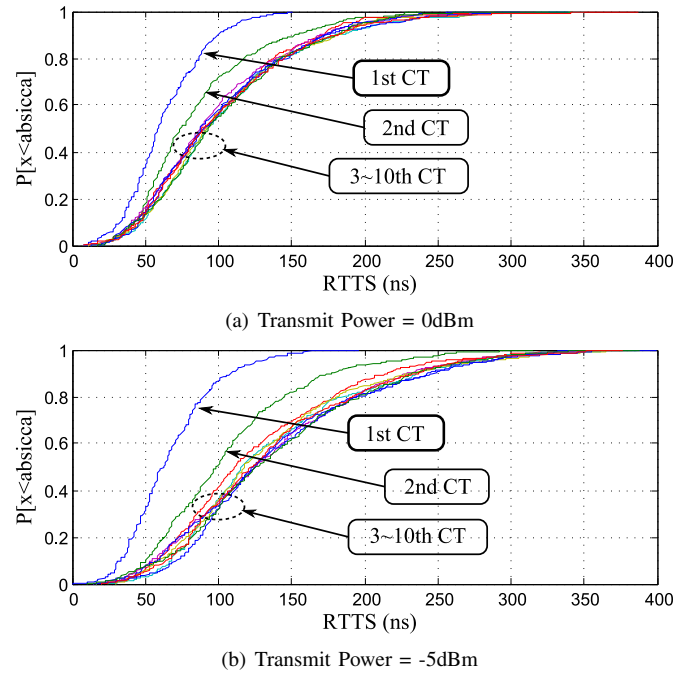 1
0.8
0.6
0.4
0.2
0
P[x<absicca]
1st CT
2nd CT
3~10th CT
0 50 100 150 200 250 300 350 400
RTTS (ns)
(a) Transmit Power = 0dBm
1
0.8
0.6
0.4
0.2
0
P[x<absicca]
1st CT
2nd CT
3~10th CT
0 50 100 150 200 250 300 350 400
RTTS (ns)
(b) Transmit Power = -5dBm